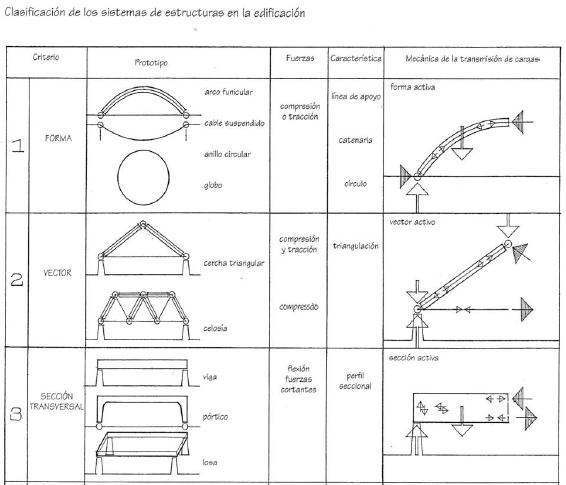 Clasificación de los sistemas de estructuras en la edificación
Criterio
Prototipo
Fuerzas
Característica
Mecánica de la transmisión de cargas
1
FORMA
arco funicular
cable suspendido
anillo circular
globo
compresión
o tracción
línea de apoyo
catenaria
círculo
forma activa
2
VECTOR
cercha triangular
celosía
compresión
y tracción
compressão
triangulación
vector activo
3
SECCIÓN
TRANSVERSAL
viga
pórtico
losa
flexión
fuerzas
cortantes
perfil
seccional
sección activa